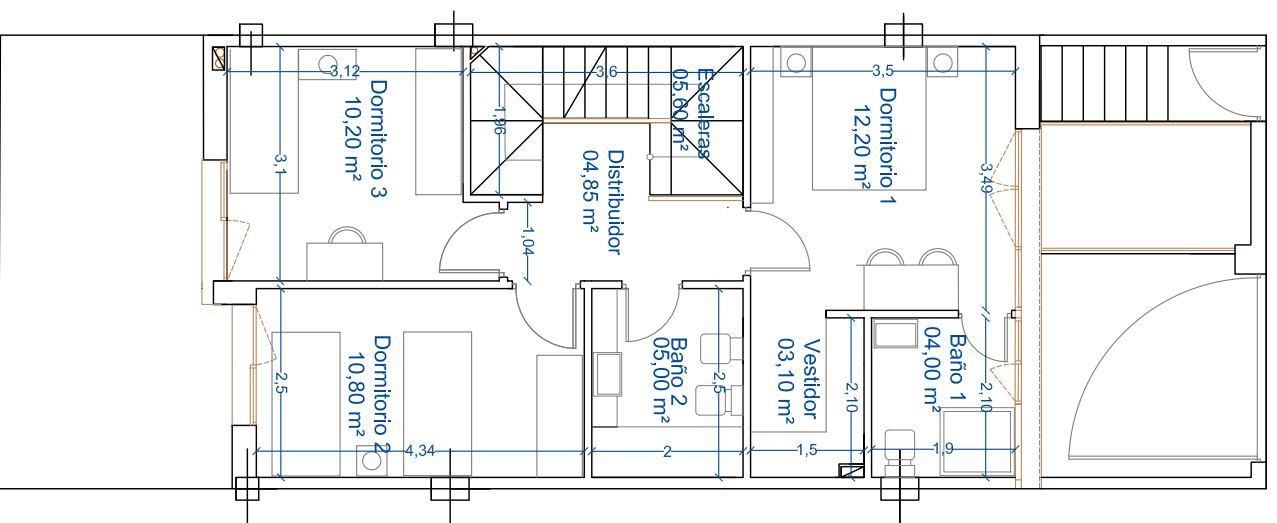 3,12
3,6
3,5
Dormitorio 3
10,20 m²
Escaleras
05,60 m²
Dormitorio 1
12,20 m²
1,96
3,1
Distribuidor
04,85 m²
3,49
1,04
Dormitorio 2
10,80 m²
2,5
Baño 2
05,00 m²
2,5
Vestidor
03,10 m²
2,10
Baño 1
04,00 m²
2,10
4,34
2
1,5
1,9